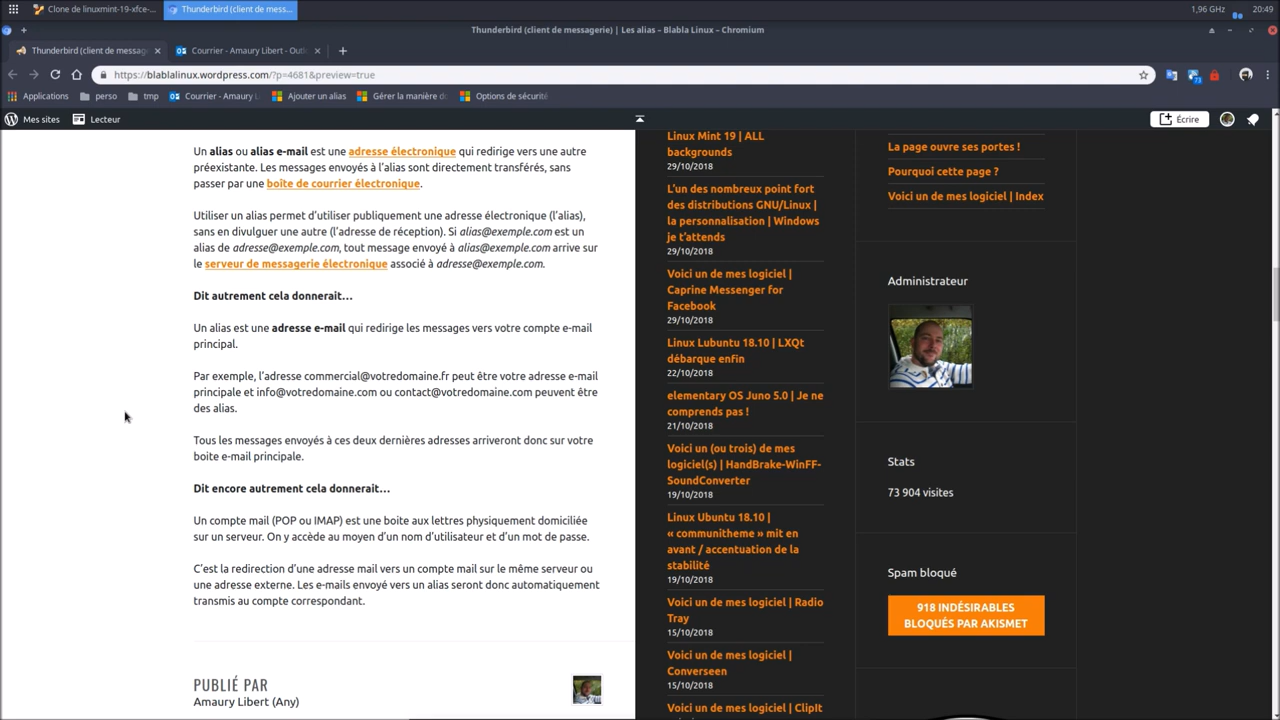 Clone de linuxmint-19-xfce-...
Thunderbird (client de mess...
1,96 GHz
20:49
Thunderbird (client de messagerie) | Les alias – Blabla Linux – Chromium
Thunderbird (client de message
Courrier - Amaury Libert - Outl
https://blablalinux.wordpress.com/?p=4681&preview=true
Applications
perso
tmp
Courrier - Amaury L
Ajouter un alias
Gérer la manière do
Options de sécurité
Mes sites
Lecteur
Écrire
Un alias ou alias e-mail est une adresse électronique qui redirige vers une autre
préexistante. Les messages envoyés à l'alias sont directement transférés, sans
passer par une boîte de courrier électronique.
Utiliser un alias permet d'utiliser publiquement une adresse électronique (l'alias),
sans en divulguer une autre (l'adresse de réception). Si alias@exemple.com est un
alias de adresse@exemple.com, tout message envoyé à alias@exemple.com arrive sur
le serveur de messagerie électronique associé à adresse@exemple.com.
Dit autrement cela donnerait...
Un alias est une adresse e-mail qui redirige les messages vers votre compte e-mail
principal.
Par exemple, l'adresse commercial@votredomaine.fr peut être votre adresse e-mail
principale et info@votredomaine.com ou contact@votredomaine.com peuvent être
des alias.
Tous les messages envoyés à ces deux dernières adresses arriveront donc sur votre
boite e-mail principale.
Dit encore autrement cela donnerait...
Un compte mail (POP ou IMAP) est une boite aux lettres physiquement domiciliée
sur un serveur. On y accède au moyen d'un nom d'utilisateur et d'un mot de passe.
C'est la redirection d'une adresse mail vers un compte mail sur le même serveur ou
une adresse externe. Les e-mails envoyé vers un alias seront donc automatiquement
transmis au compte correspondant.
PUBLIÉ PAR
Amaury Libert (Any)
Linux Mint 19 | ALL
backgrounds
29/10/2018
L'un des nombreux point fort
des distributions GNU/Linux |
la personnalisation | Windows
je t'attends
29/10/2018
Voici un de mes logiciel |
Caprine Messenger for
Facebook
29/10/2018
Linux Lubuntu 18.10 | LXQt
débarque enfin
22/10/2018
elementary OS Juno 5.0 | Je ne
comprends pas !
21/10/2018
Voici un (ou trois) de mes
logiciel(s) | HandBrake-WinFF-
SoundConverter
19/10/2018
Linux Ubuntu 18.10 |
« communitheme » mit en
avant / accentuation de la
stabilité
19/10/2018
Voici un de mes logiciel | Radio
Tray
15/10/2018
Voici un de mes logiciel |
Converseen
15/10/2018
Voici un de mes logiciel | ClipIt
La page ouvre ses portes !
Pourquoi cette page ?
Voici un de mes logiciel | Index
Administrateur
Stats
73 904 visites
Spam bloqué
918 INDÉSIRABLES
BLOQUÉS PAR AKISMET